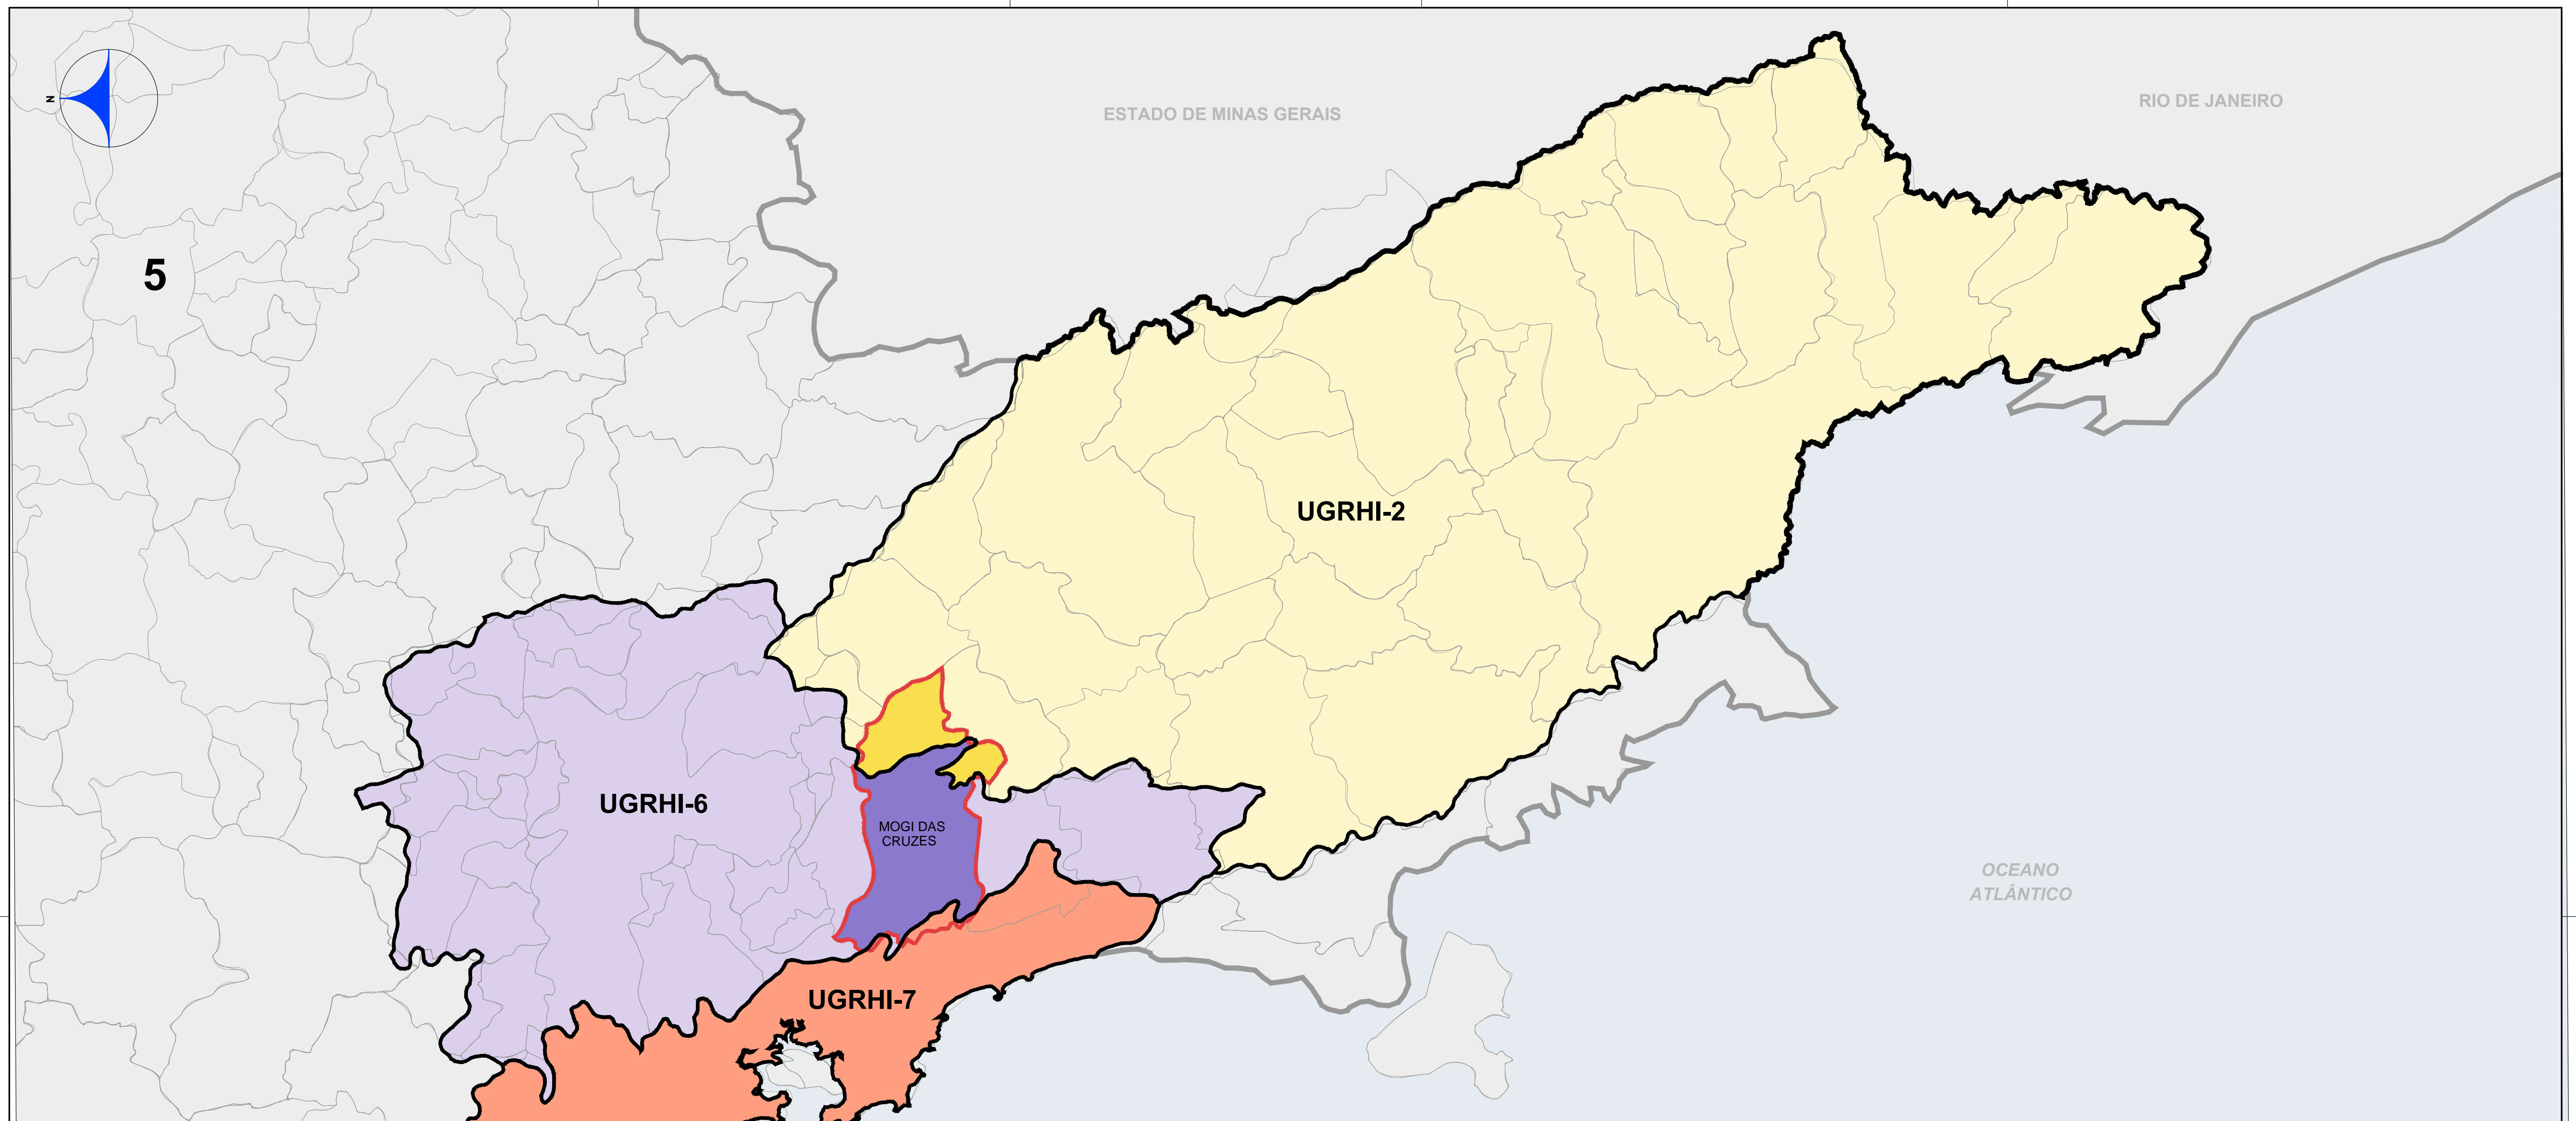 N
ESTADO DE MINAS GERAIS
RIO DE JANEIRO
5
UGRHI-2
UGRHI-6
MOGI DAS
CRUZES
OCEANO
ATLÂNTICO
UGRHI-7